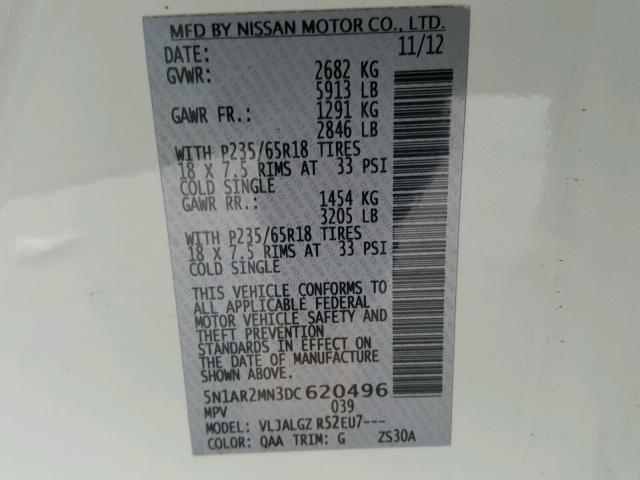 MFD BY NISSAN MOTOR CO., LTD.
DATE: 11/12
GVWR: 2682 KG
5913 LB
GAWR FR.: 1291 KG
2846 LB
WITH P235/65R18 TIRES
18 X 7.5 RIMS AT 33 PSI
COLD SINGLE
GAWR RR.: 1454 KG
3205 LB
WITH P235/65R18 TIRES
18 X 7.5 RIMS AT 33 PSI
COLD SINGLE
THIS VEHICLE CONFORMS TO
ALL APPLICABLE FEDERAL
MOTOR VEHICLE SAFETY AND
THEFT PREVENTION
STANDARDS IN EFFECT ON
THE DATE OF MANUFACTURE
SHOWN ABOVE.
5N1AR2MN3DC620496
MPV 039
MODEL: VLJALGZ R52EU7---
COLOR: QAA TRIM: G ZS30A